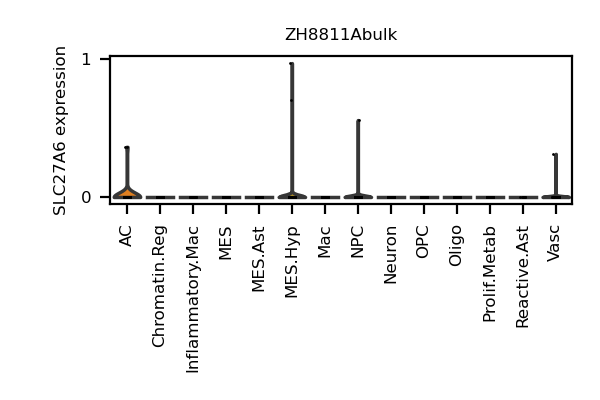 ZH8811Abulk
SLC27A6 expression
1
0
AC
Chromatin.Reg
Inflammatory.Mac
MES
MES.Ast
MES.Hyp
Mac
NPC
Neuron
OPC
Oligo
Prolif.Metab
Reactive.Ast
Vasc